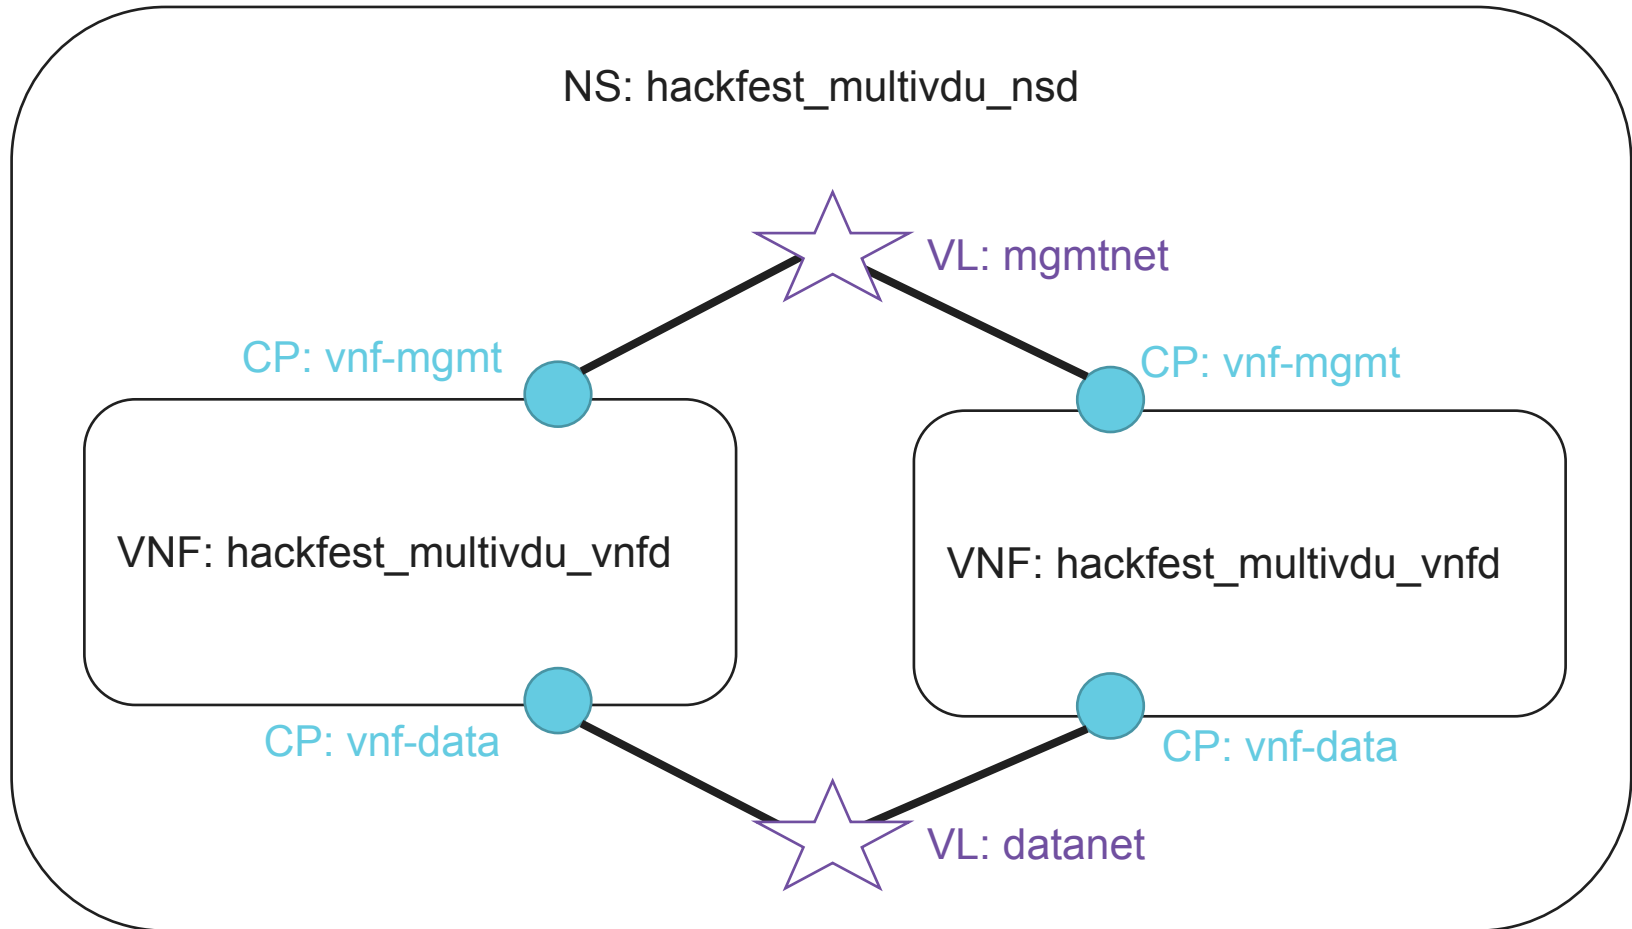 NS: hackfest_multivdu_nsd
VL: mgmtnet
CP: vnf-mgmt
CP: vnf-mgmt
VNF: hackfest_multivdu_vnfd
VNF: hackfest_multivdu_vnfd
CP: vnf-data
CP: vnf-data
VL: datanet